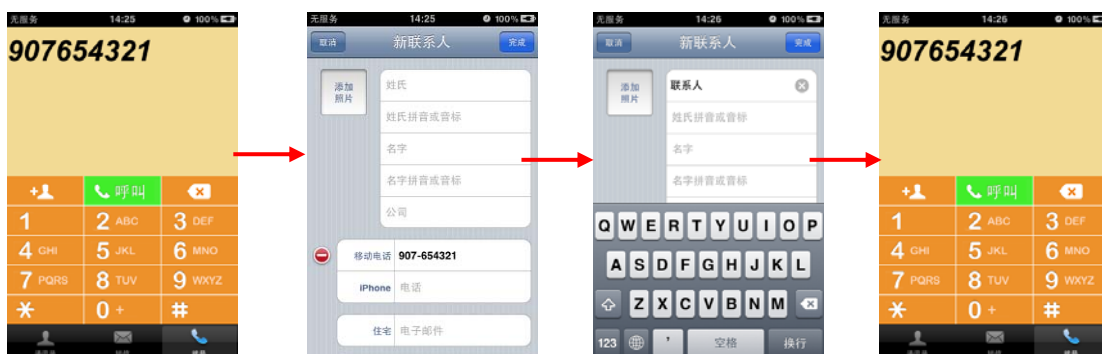 无服务 14:25 100%
907654321
呼叫
1
2 ABC
3 DEF
4 GHI
5 JKL
6 MNO
7 PQRS
8 TUV
9 WXYZ
0 +
#
无服务 14:25 100%
取消 新联系人 完成
添加
照片
姓氏
姓氏拼音或音标
名字
名字拼音或音标
公司
移动电话 907-654321
iPhone 电话
住宅 电子邮件
无服务 14:26 100%
取消 新联系人 完成
添加
照片
联系人
姓氏拼音或音标
名字
名字拼音或音标
Q W E R T Y U I O P
A S D F G H J K L
Z X C V B N M
123 , 空格 换行
无服务 14:26 100%
907654321
呼叫
1
2 ABC
3 DEF
4 GHI
5 JKL
6 MNO
7 PQRS
8 TUV
9 WXYZ
0 +
#